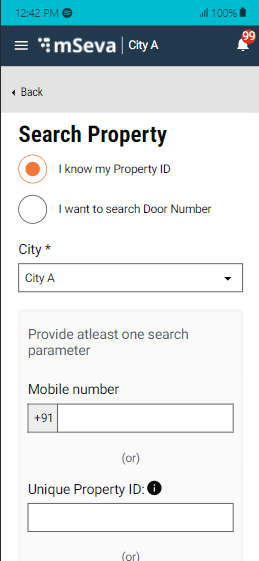 12:42 PM
100%
mSeva City A
99
Back
Search Property
I know my Property ID
I want to search Door Number
City *
City A
Provide atleast one search
parameter
Mobile number
+91
(or)
Unique Property ID:
(or)